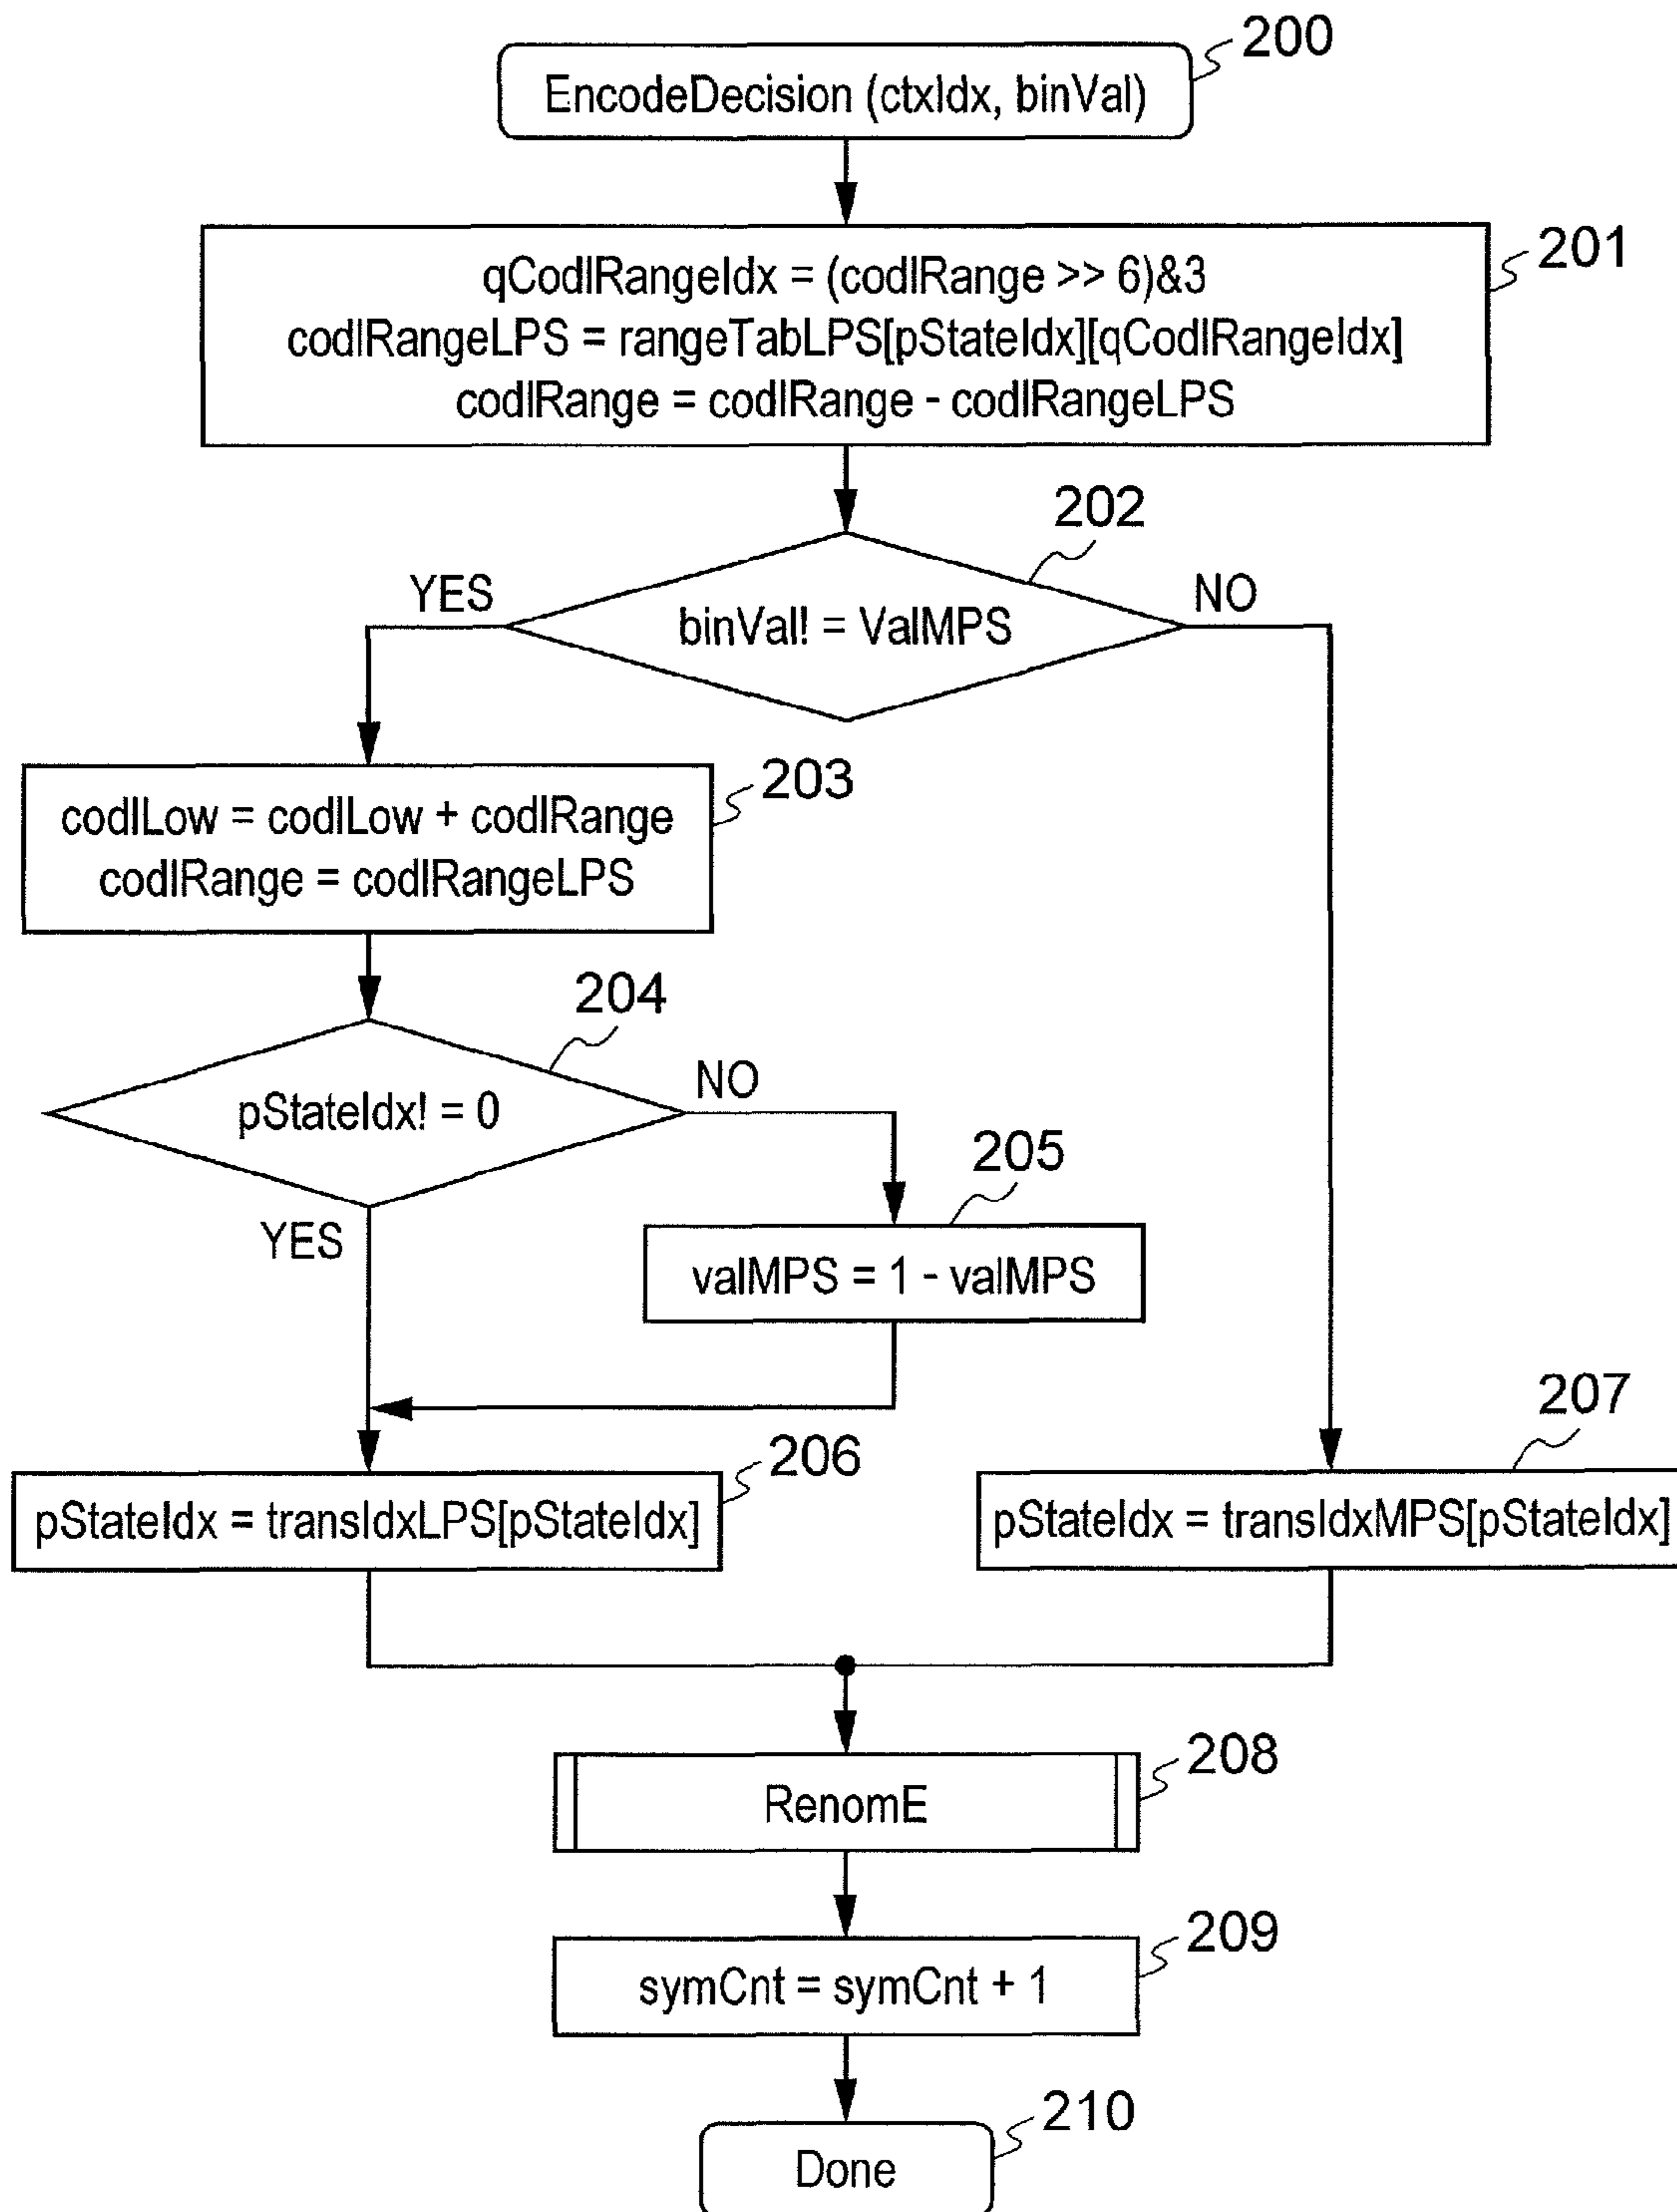 200
EncodeDecision (ctxIdx, binVal)
201
qCodIRangeIdx = (codIRange >> 6)&3
codIRangeLPS = rangeTabLPS[pStateIdx][qCodIRangeIdx]
codIRange = codIRange - codIRangeLPS
202
YES
NO
binVal! = ValMPS
203
codILow = codILow + codIRange
codIRange = codIRangeLPS
204
NO
pStateIdx! = 0
205
YES
valMPS = 1 - valMPS
207
206
pStateIdx = transIdxLPS[pStateIdx]
pStateIdx = transIdxMPS[pStateIdx]
208
RenomE
209
symCnt = symCnt + 1
210
Done